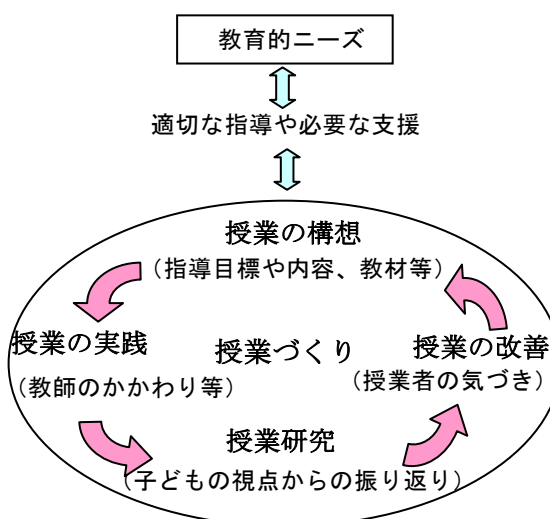 教育的ニーズ
適切な指導や必要な支援
授業の構想
（指導目標や内容、教材等）
授業の実践
（教師のかかわり等）
授業づくり
授業の改善
（授業者の気づき）
授業研究
（子どもの視点からの振り返り）